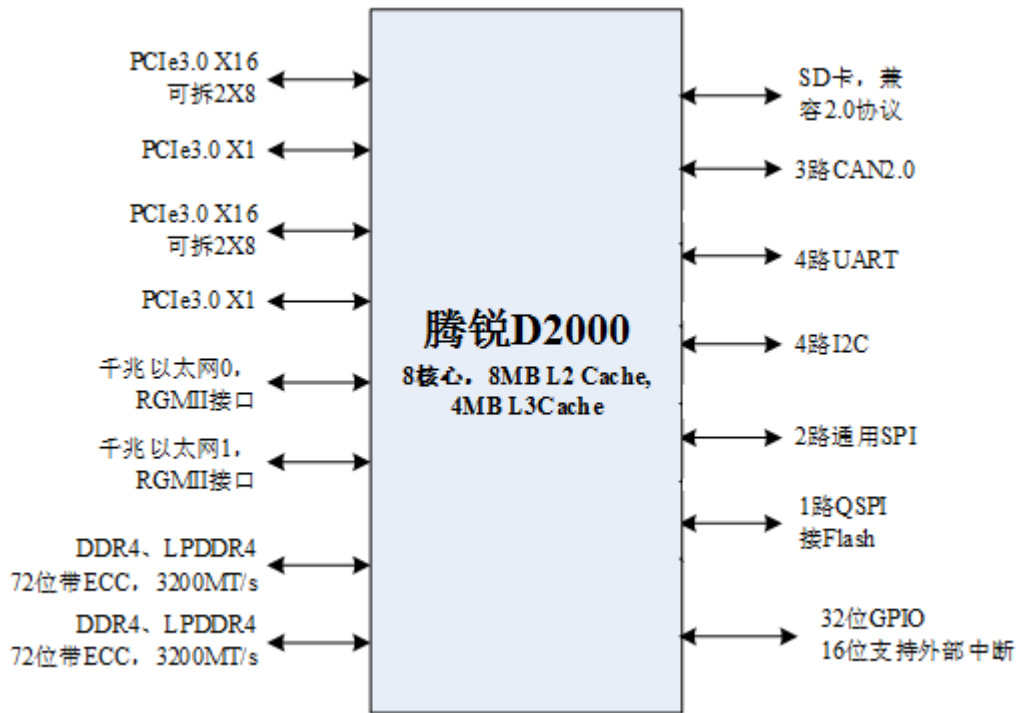 PCIe3.0 X16
可拆2X8
PCIe3.0 X1
PCIe3.0 X16
可拆2X8
PCIe3.0 X1
千兆以太网0，
RGMII接口
千兆以太网1，
RGMII接口
DDR4、LPDDR4
72位带ECC，3200MT/s
DDR4、LPDDR4
72位带ECC，3200MT/s
腾锐D2000
8核心，8MB L2 Cache,
4MB L3Cache
SD卡，兼
容2.0协议
3路CAN2.0
4路UART
4路I2C
2路通用SPI
1路QSPI
接Flash
32位GPIO
16位支持外部中断